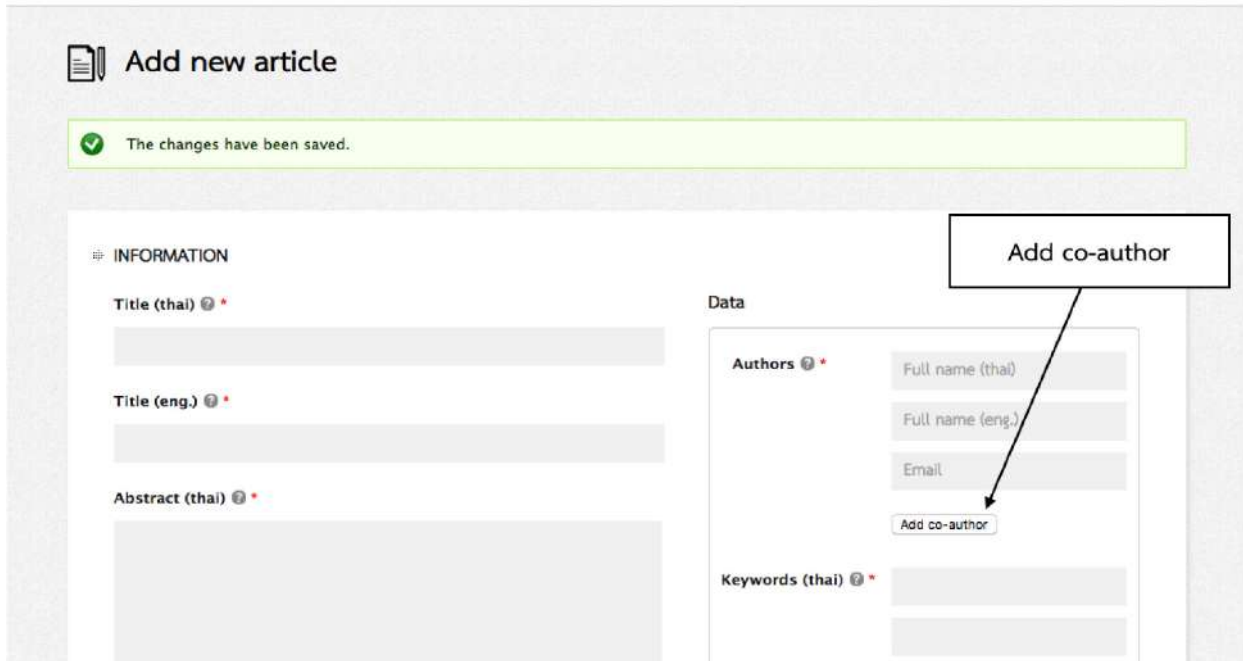 Add new article
The changes have been saved.
Add co-author
INFORMATION
Title (thai) ? *
Title (eng.) ? *
Abstract (thai) ? *
Data
Authors ? *
Full name (thai)
Full name (eng.)
Email
Add co-author
Keywords (thai) ? *